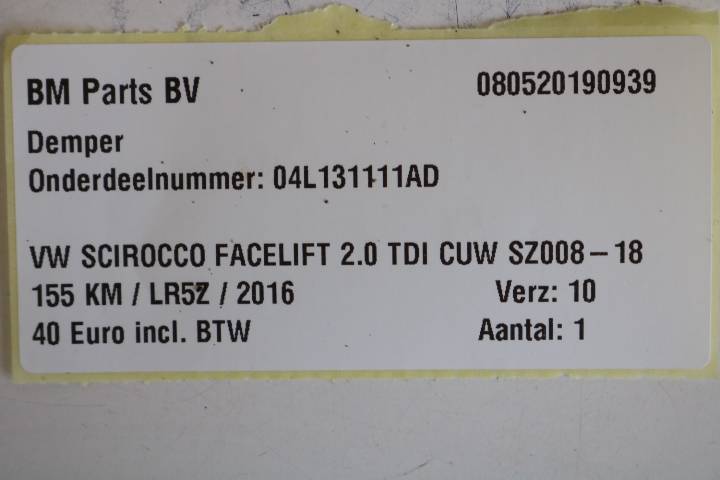 BM Parts BV 080520190939
Demper
Onderdeelnummer: 04L131111AD
VW SCIROCCO FACELIFT 2.0 TDI CUW SZ008-18
155 KM / LR5Z / 2016 Verz: 10
40 Euro incl. BTW Aantal: 1